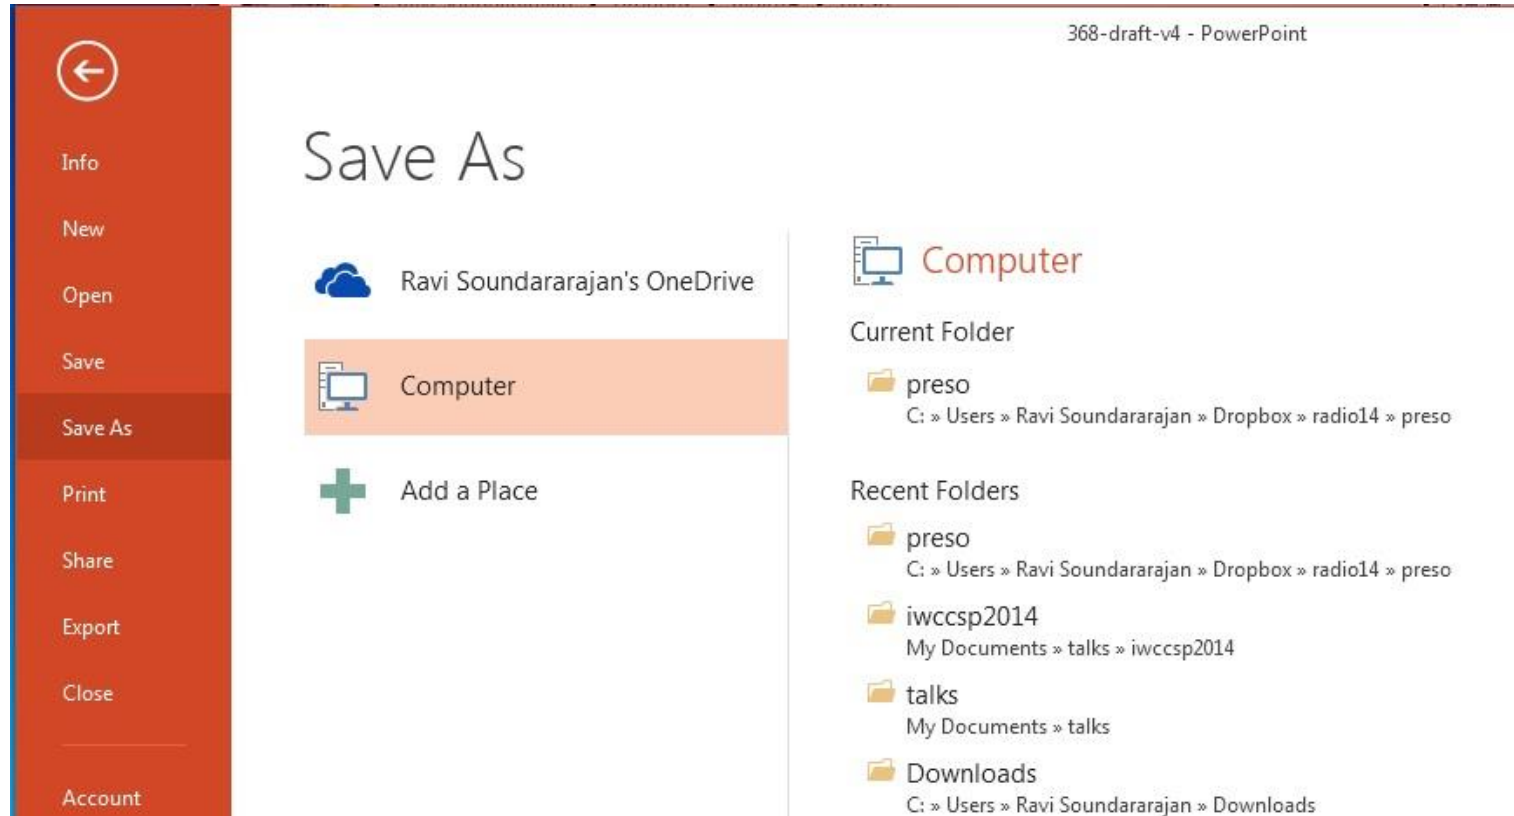 368-draft-v4 - PowerPoint
Info
New
Open
Save
Save As
Print
Share
Export
Close
Account
Save As
Ravi Soundararajan's OneDrive
Computer
Add a Place
Computer
Current Folder
preso
C: » Users » Ravi Soundararajan » Dropbox » radio14 » preso
Recent Folders
preso
C: » Users » Ravi Soundararajan » Dropbox » radio14 » preso
iwccsp2014
My Documents » talks » iwccsp2014
talks
My Documents » talks
Downloads
C: » Users » Ravi Soundararajan » Downloads